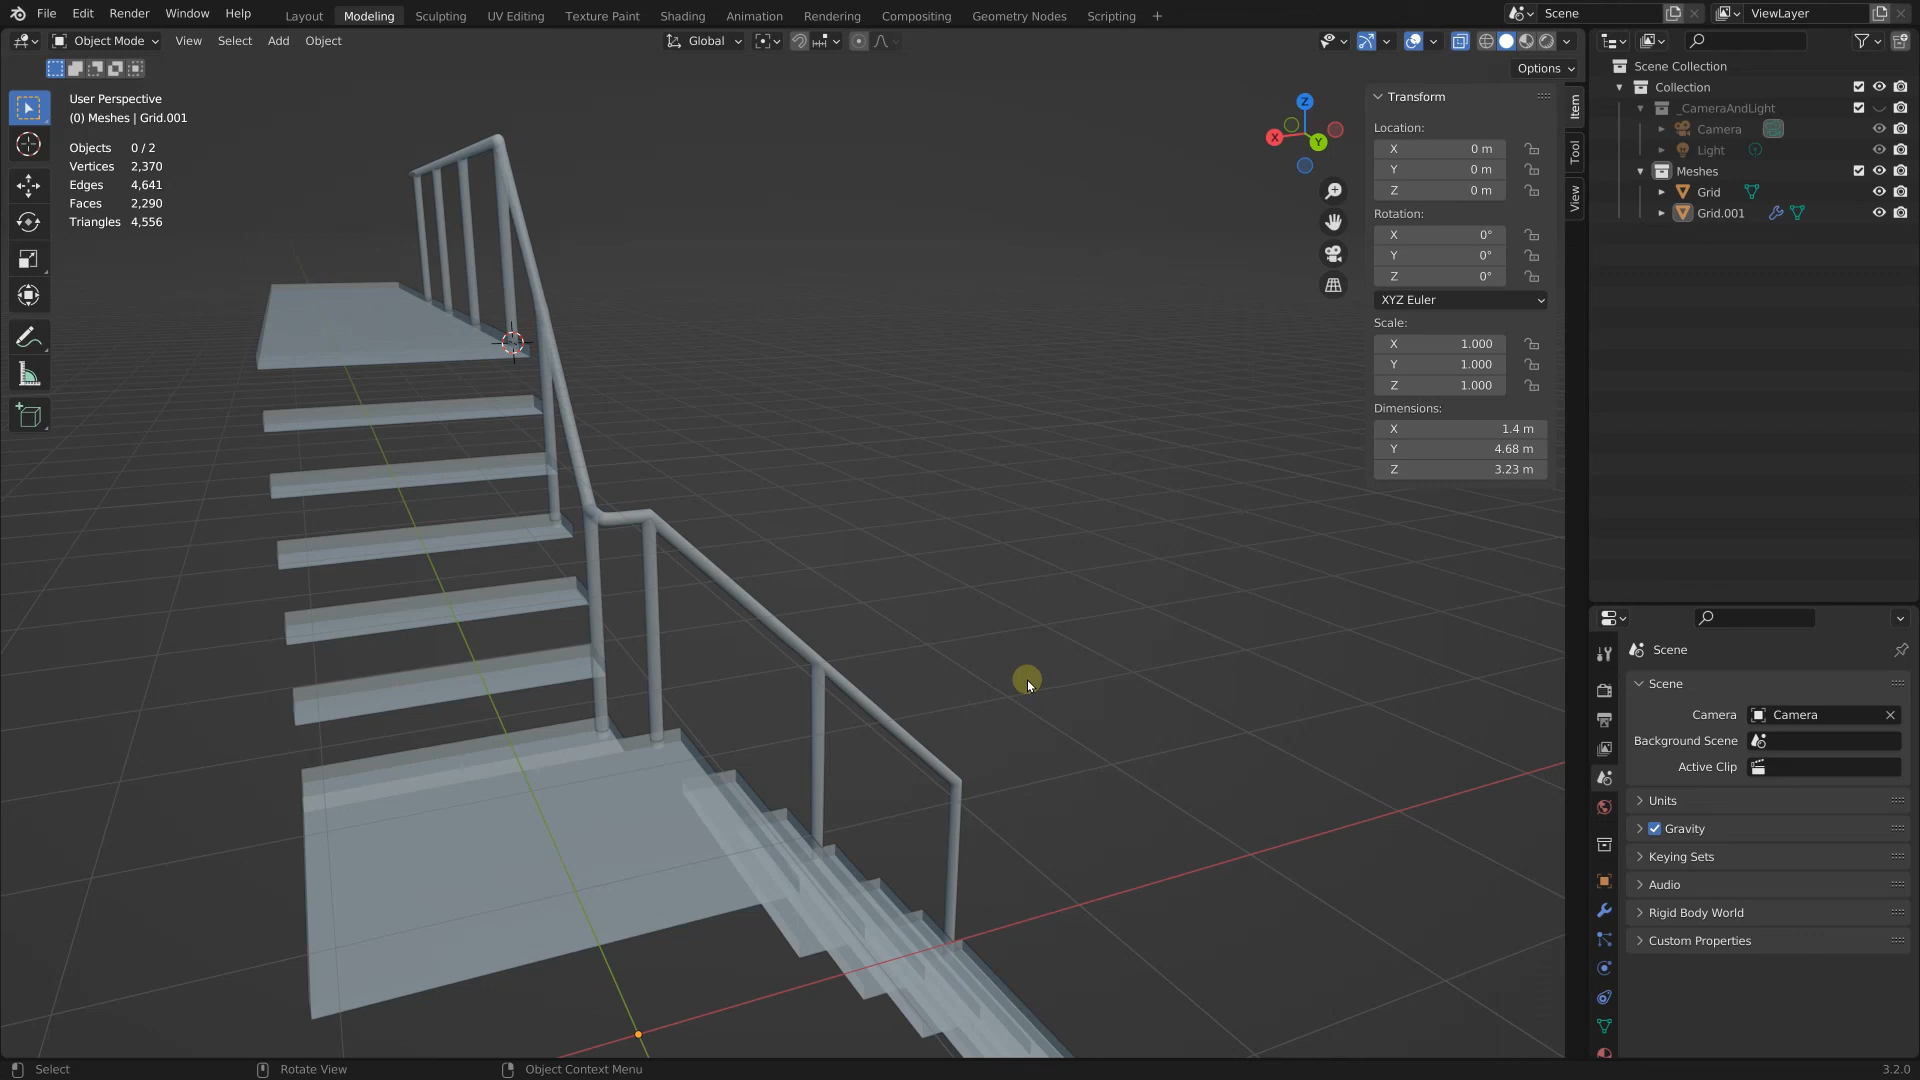 File Edit Render Window Help Layout Modeling Sculpting UV Editing Texture Paint Shading Animation Rendering Compositing Geometry Nodes Scripting + Scene ViewLayer
Object Mode View Select Add Object Global
Options
User Perspective
(0) Meshes | Grid.001
Objects 0 / 2
Vertices 2,370
Edges 4,641
Faces 2,290
Triangles 4,556
Z
X
Y
Transform
Location:
X 0 m
Y 0 m
Z 0 m
Rotation:
X 0°
Y 0°
Z 0°
XYZ Euler
Scale:
X 1.000
Y 1.000
Z 1.000
Dimensions:
X 1.4 m
Y 4.68 m
Z 3.23 m
Item
Tool
View
Scene Collection
Collection
_CameraAndLight
Camera
Light
Meshes
Grid
Grid.001
Scene
Scene
Camera Camera
Background Scene
Active Clip
Units
Gravity
Keying Sets
Audio
Rigid Body World
Custom Properties
Select Rotate View Object Context Menu 3.2.0